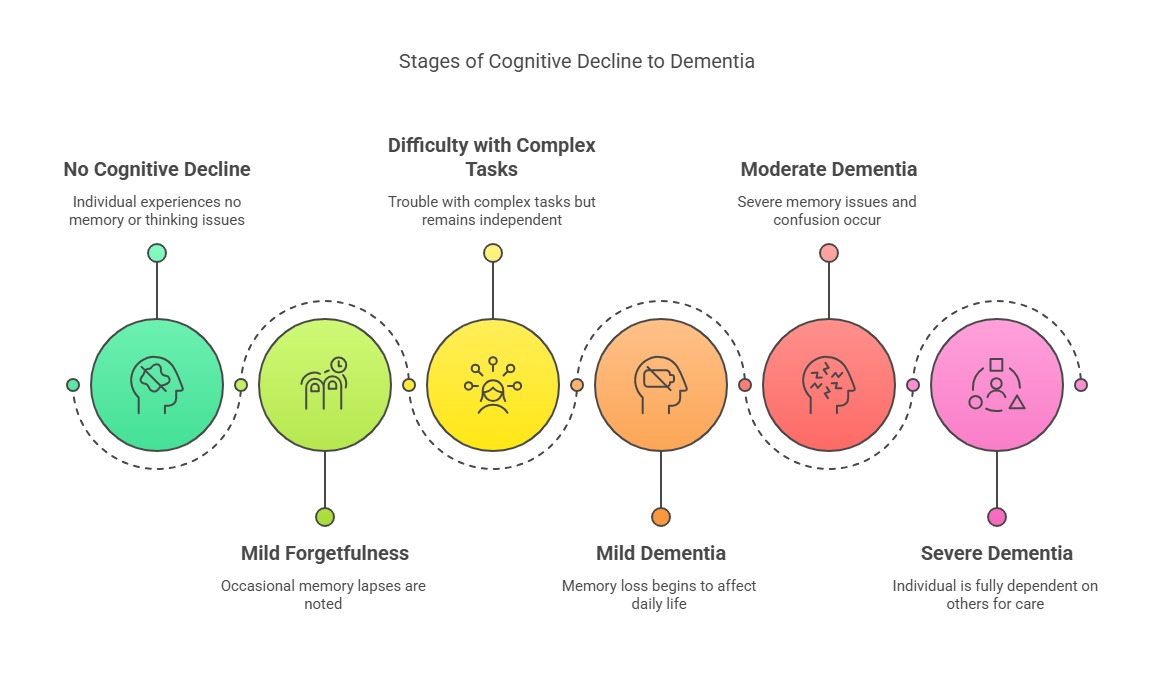 Stages of Cognitive Decline to Dementia
No Cognitive Decline
Individual experiences no
memory or thinking issues
Mild Forgetfulness
Occasional memory lapses are
noted
Difficulty with Complex
Tasks
Trouble with complex tasks but
remains independent
Mild Dementia
Memory loss begins to affect
daily life
Moderate Dementia
Severe memory issues and
confusion occur
Severe Dementia
Individual is fully dependent on
others for care